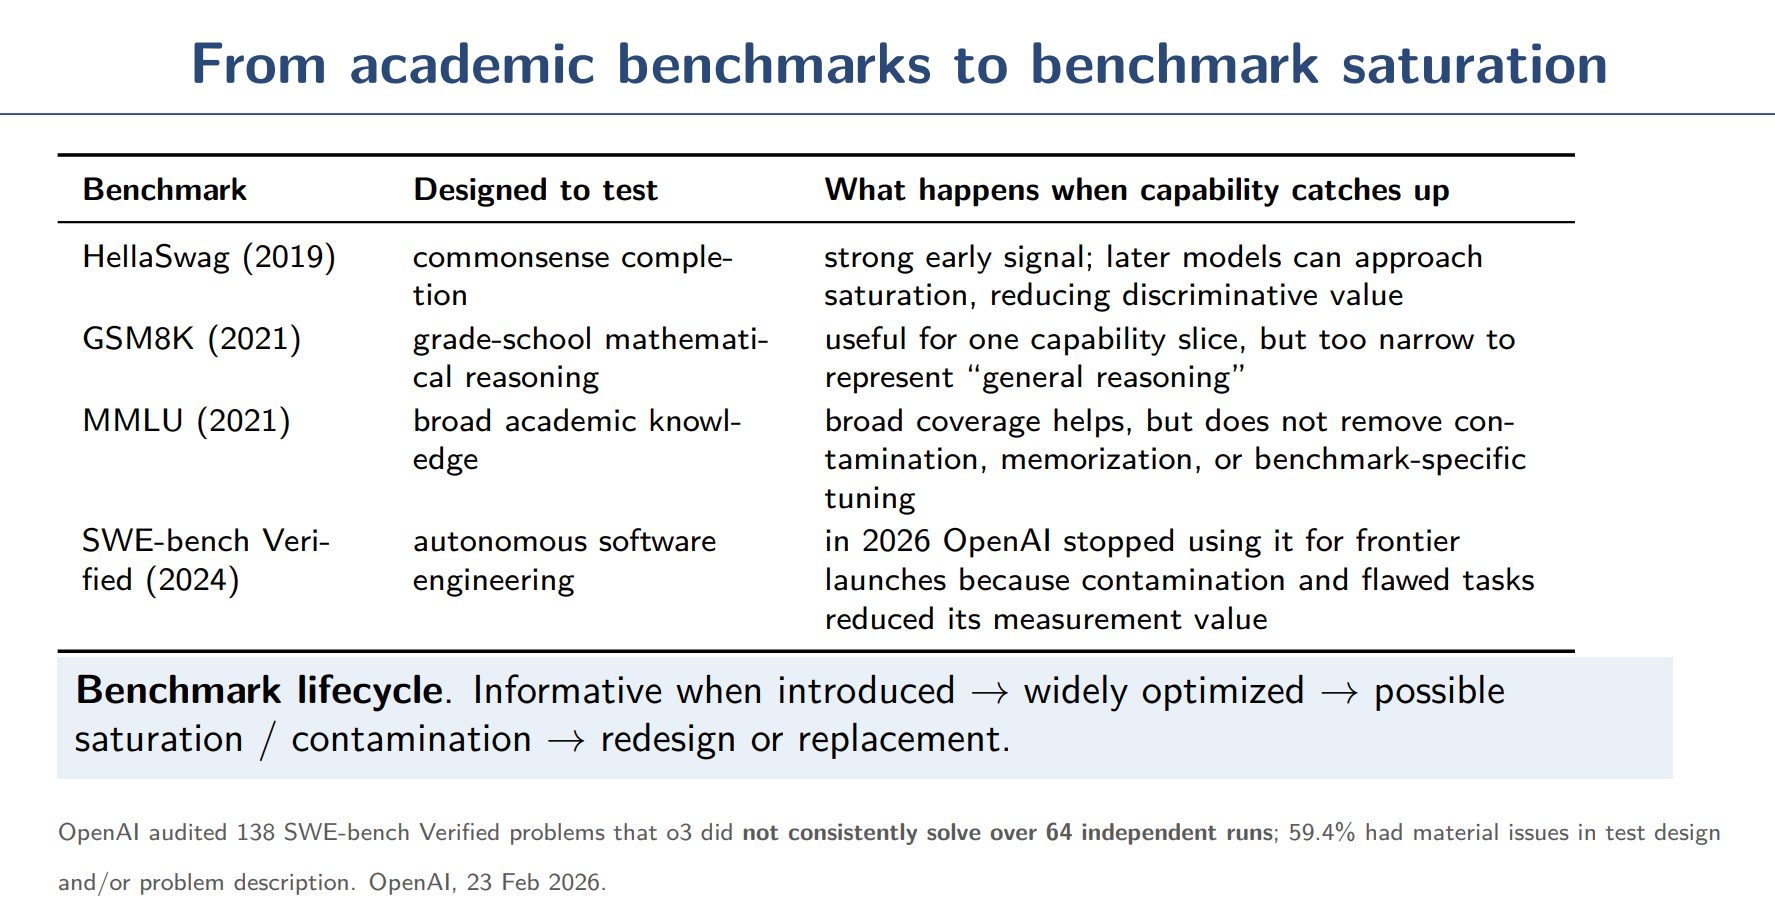 From academic benchmarks to benchmark saturation
Benchmark Designed to test What happens when capability catches up
HellaSwag (2019) commonsense comple- strong early signal; later models can approach
tion saturation, reducing discriminative value
GSM8K (2021) grade-school mathemati- useful for one capability slice, but too narrow to
cal reasoning represent “general reasoning”
MMLU (2021) broad academic knowl- broad coverage helps, but does not remove con-
edge tamination, memorization, or benchmark-specific
tuning
SWE-bench Veri- autonomous software in 2026 OpenAI stopped using it for frontier
fied (2024) engineering launches because contamination and flawed tasks
reduced its measurement value
Benchmark lifecycle. Informative when introduced → widely optimized → possible
saturation / contamination → redesign or replacement.
OpenAI audited 138 SWE-bench Verified problems that o3 did not consistently solve over 64 independent runs; 59.4% had material issues in test design
and/or problem description. OpenAI, 23 Feb 2026.